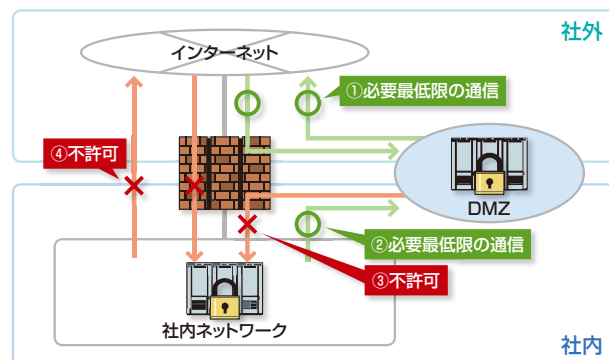 社外
インターネット
①必要最低限の通信
④不許可
DMZ
②必要最低限の通信
③不許可
社内ネットワーク
社内